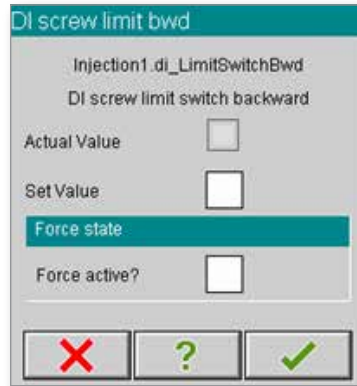 DI screw limit bwd
Injection1.di_LimitSwitchBwd
DI screw limit switch backward
Actual Value
Set Value
Force state
Force active?
?